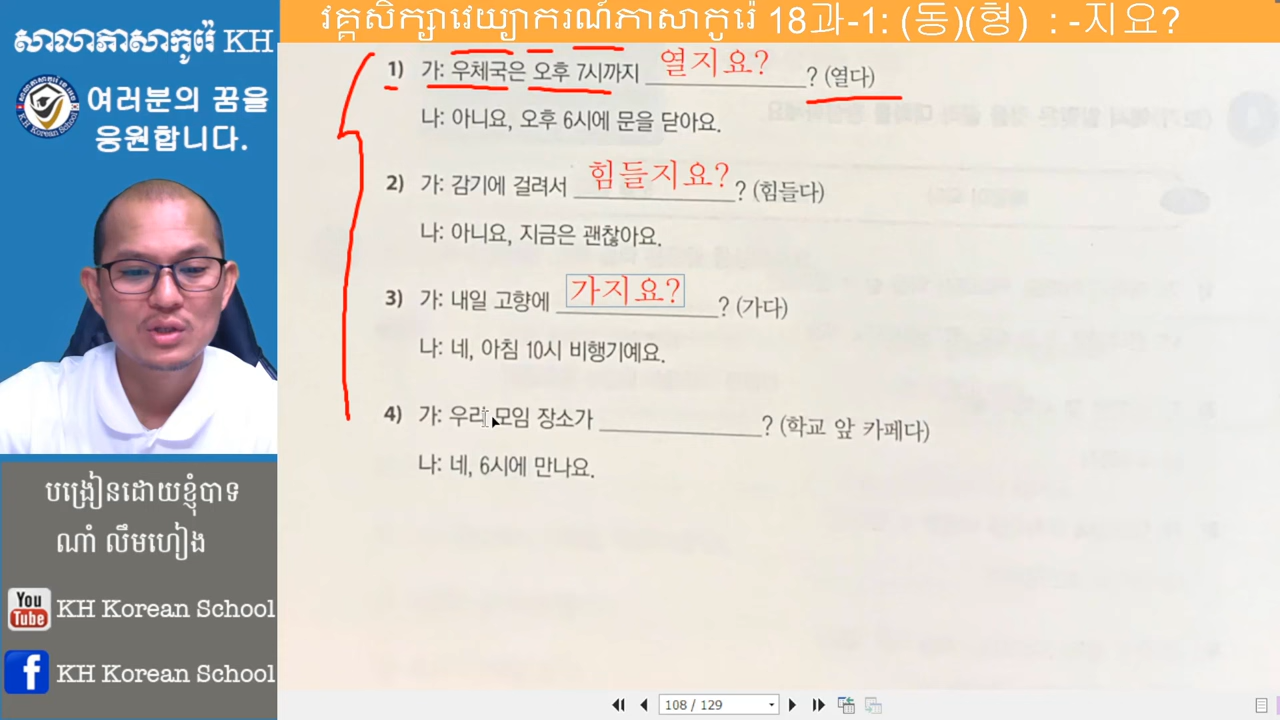 វគ្គសិក្សាវេយ្យាករណ៍ភាសាកូរ៉េ 18과-1: (동)(형) : -지요?
សាលាភាសាកូរ៉េ KH
여러분의 꿈을
응원합니다.
1) 가: 우체국은 오후 7시까지 열지요? ? (열다)
나: 아니요, 오후 6시에 문을 닫아요.
2) 가: 감기에 걸려서 힘들지요? ? (힘들다)
나: 아니요, 지금은 괜찮아요.
3) 가: 내일 고향에 가지요? ? (가다)
나: 네, 아침 10시 비행기예요.
4) 가: 우리 모임 장소가 ? (학교 앞 카페다)
나: 네, 6시에 만나요.
បង្រៀនដោយខ្ញុំបាទ
ណាំ លឹមហៀង
You Tube KH Korean School
f KH Korean School
108 / 129